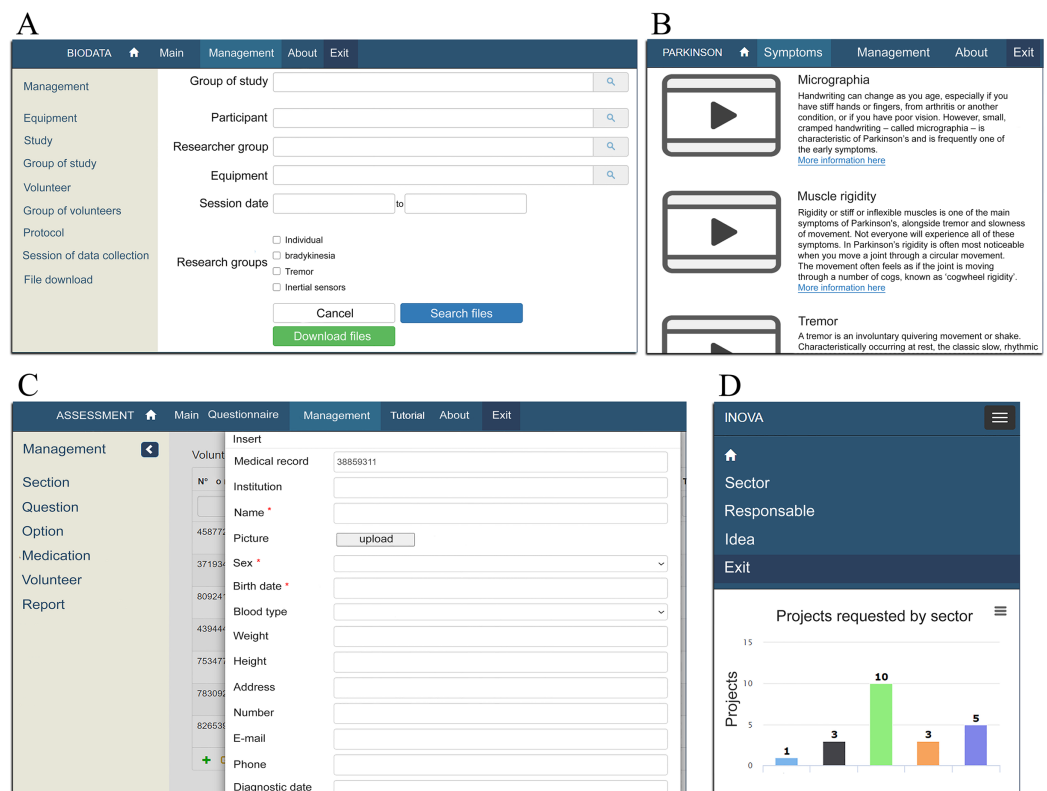 A
BIODATA Main Management About Exit
Management
Equipment
Study
Group of study
Volunteer
Group of volunteers
Protocol
Session of data collection
File download
Group of study
Participant
Researcher group
Equipment
Session date to
Research groups
Individual
bradykinesia
Tremor
Inertial sensors
Cancel Search files
Download files
B
PARKINSON Symptoms Management About Exit
Micrographia
Handwriting can change as you age, especially if you
have stiff hands or fingers, from arthritis or another
condition, or if you have poor vision. However, small,
cramped handwriting – called micrographia – is
characteristic of Parkinson's and is frequently one of
the early symptoms.
More information here
Muscle rigidity
Rigidity or stiff or inflexible muscles is one of the main
symptoms of Parkinson's, alongside tremor and slowness
of movement. Not everyone will experience all of these
symptoms. In Parkinson's rigidity is often most noticeable
when you move a joint through a circular movement.
The movement often feels as if the joint is moving
through a number of cogs, known as 'cogwheel rigidity'.
More information here
Tremor
A tremor is an involuntary quivering movement or shake.
Characteristically occurring at rest, the classic slow, rhythmic
C
ASSESSMENT Main Questionnaire Management Tutorial About Exit
Management
Section
Question
Option
Medication
Volunteer
Report
Volunt
Nº o
458772
371934
809241
439444
753477
783092
826539
Insert
Medical record 38859311
Institution
Name *
Picture upload
Sex *
Birth date *
Blood type
Weight
Height
Address
Number
E-mail
Phone
Diagnostic date
D
INOVA
Sector
Responsable
Idea
Exit
Projects requested by sector
Projects
15
10
5
0
1
3
10
3
5